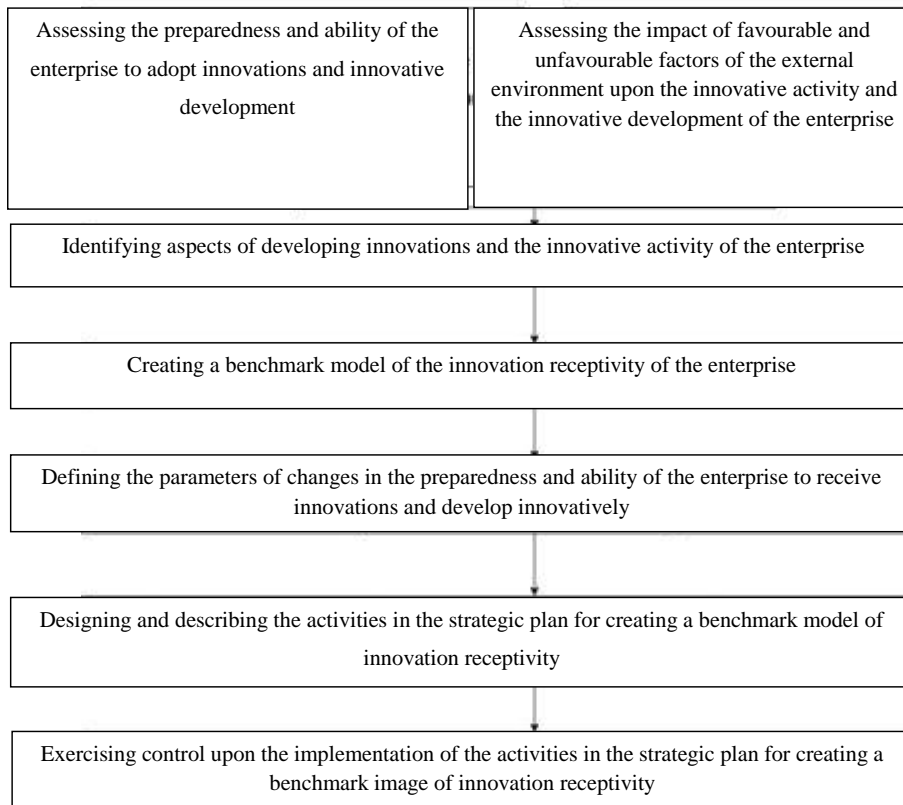 Assessing the preparedness and ability of the
enterprise to adopt innovations and innovative
development
Assessing the impact of favourable and
unfavourable factors of the external
environment upon the innovative activity and
the innovative development of the enterprise
Identifying aspects of developing innovations and the innovative activity of the enterprise
Creating a benchmark model of the innovation receptivity of the enterprise
Defining the parameters of changes in the preparedness and ability of the enterprise to receive
innovations and develop innovatively
Designing and describing the activities in the strategic plan for creating a benchmark model of
innovation receptivity
Exercising control upon the implementation of the activities in the strategic plan for creating a
benchmark image of innovation receptivity